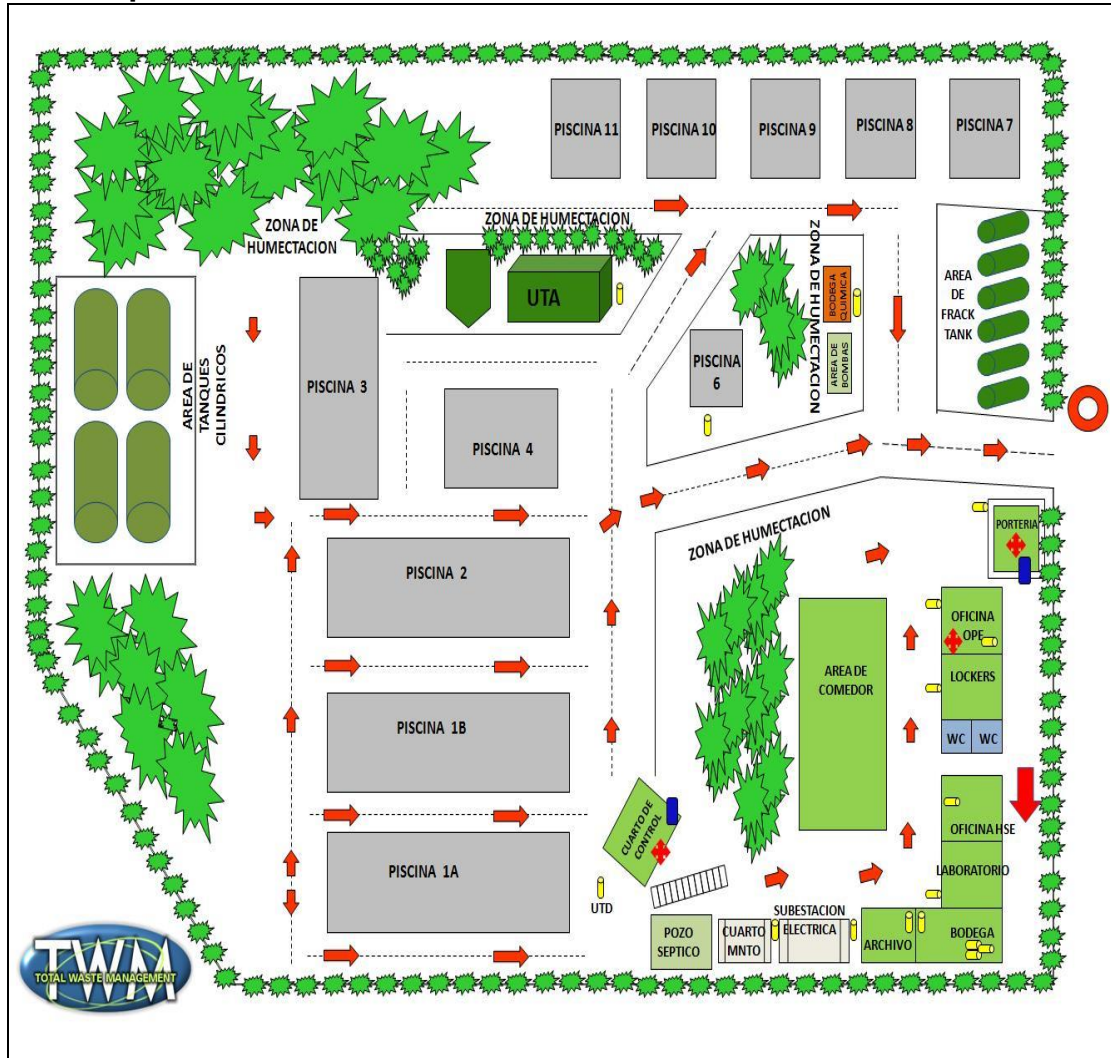 PISCINA 11
PISCINA 10
PISCINA 9
PISCINA 8
PISCINA 7
ZONA DE
HUMECTACION
ZONA DE HUMECTACION
ZONA DE HUMECTACION
UTA
BODEGA
QUIMICA
AREA DE
BOMBAS
AREA
DE
FRACK
TANK
AREA DE
TANQUES
CILINDRICOS
PISCINA 3
PISCINA
6
PISCINA 4
ZONA DE HUMECTACION
PORTERIA
PISCINA 2
OFICINA
OPE
LOCKERS
AREA DE
COMEDOR
PISCINA 1B
WC
WC
CUARTO DE
CONTROL
OFICINA HSE
PISCINA 1A
LABORATORIO
UTD
SUBESTACION
ELECTRICA
POZO
SEPTICO
CUARTO
MNTO
ARCHIVO
BODEGA
TWM
TOTAL WASTE MANAGEMENT